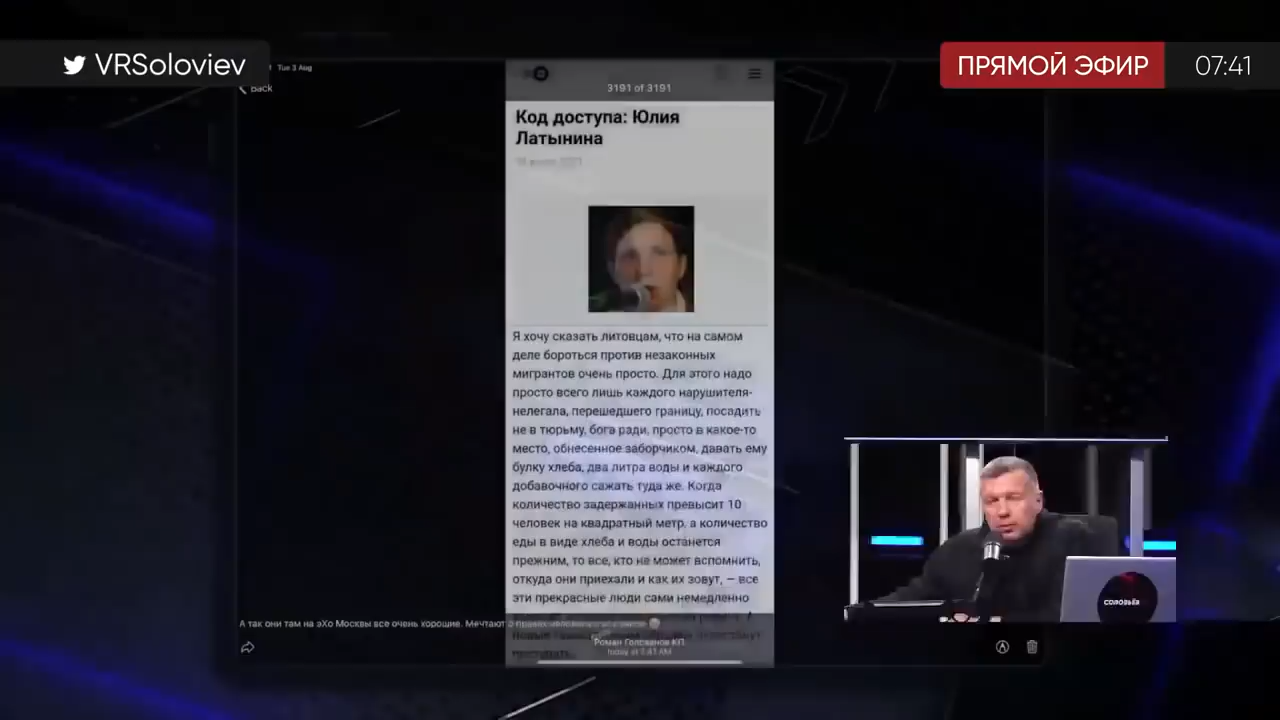 VRSoloviev
ПРЯМОЙ ЭФИР
07:41
Tue 3 Aug
Back
3191 of 3191
Код доступа: Юлия
Латынина
Я хочу сказать литовцам, что на самом
деле бороться против незаконных
мигрантов очень просто. Для этого надо
просто всего лишь каждого нарушителя-
нелегала, перешедшего границу, посадить
не в тюрьму, бога ради, просто в какое-то
место, обнесенное заборчиком, давать ему
булку хлеба, два литра воды и каждого
добавочного сажать туда же. Когда
количество задержанных превысит 10
человек на квадратный метр, а количество
еды в виде хлеба и воды останется
прежним, то все, кто не может вспомнить,
откуда они приехали и как их зовут, — все
эти прекрасные люди сами немедленно
А так они там на эХо Москвы все очень хорошие. Мечтают о правах
Роман Голованов КП
today at 7:41 AM
СОЛОВЬЁВ